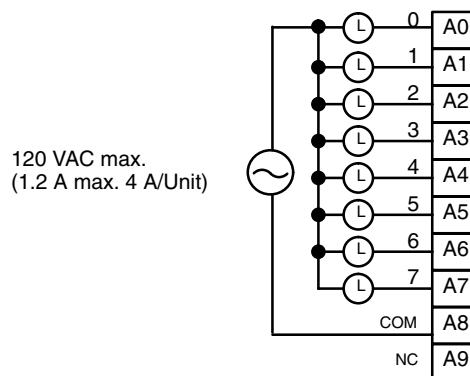 L 0 A0
L 1 A1
L 2 A2
L 3 A3
120 VAC max.
(1.2 A max. 4 A/Unit)
L 4 A4
L 5 A5
L 6 A6
L 7 A7
COM A8
NC A9